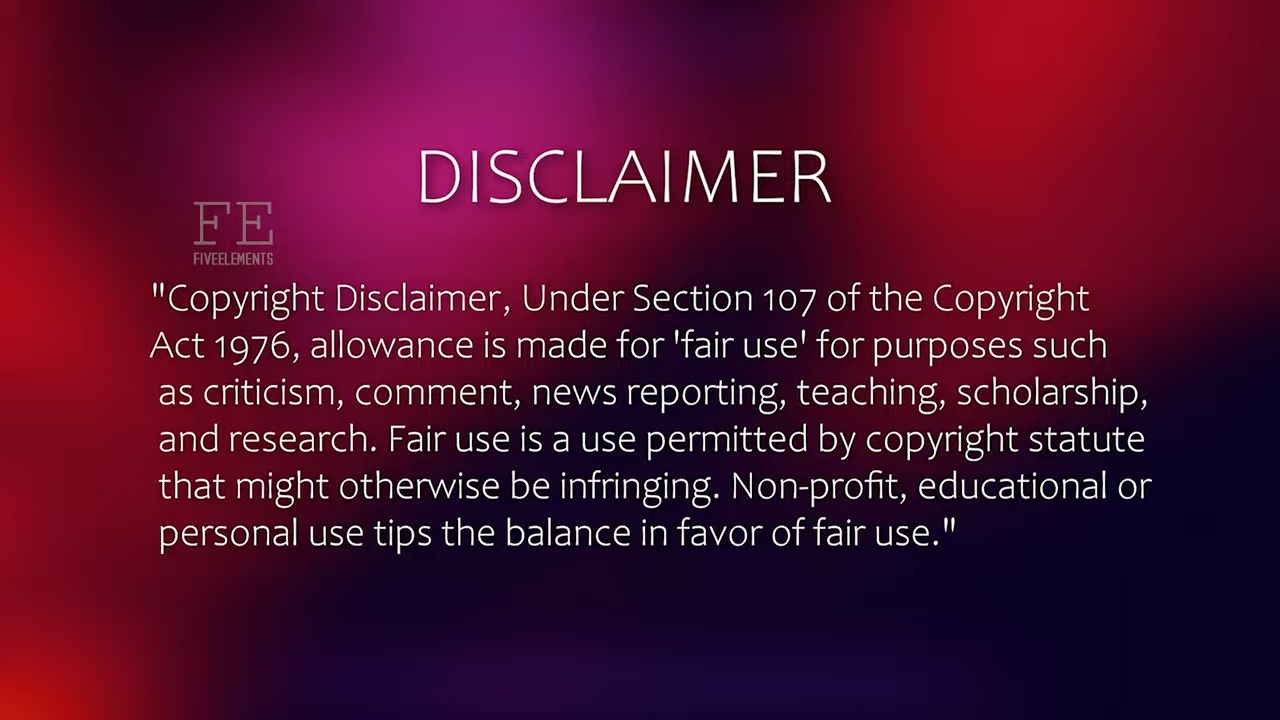 DISCLAIMER
FE
FIVEELEMENTS
"Copyright Disclaimer, Under Section 107 of the Copyright
Act 1976, allowance is made for 'fair use' for purposes such
as criticism, comment, news reporting, teaching, scholarship,
and research. Fair use is a use permitted by copyright statute
that might otherwise be infringing. Non-profit, educational or
personal use tips the balance in favor of fair use."